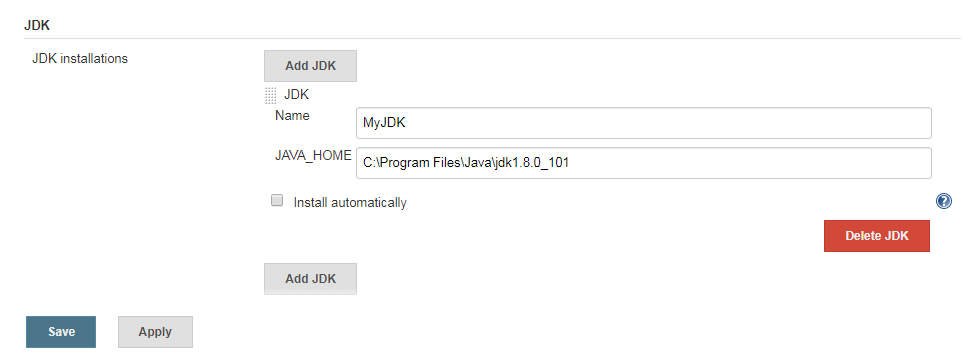 JDK
JDK installations
Add JDK
JDK
Name
MyJDK
JAVA_HOME
C:\Program Files\Java\jdk1.8.0_101
Install automatically
?
Delete JDK
Add JDK
Save
Apply